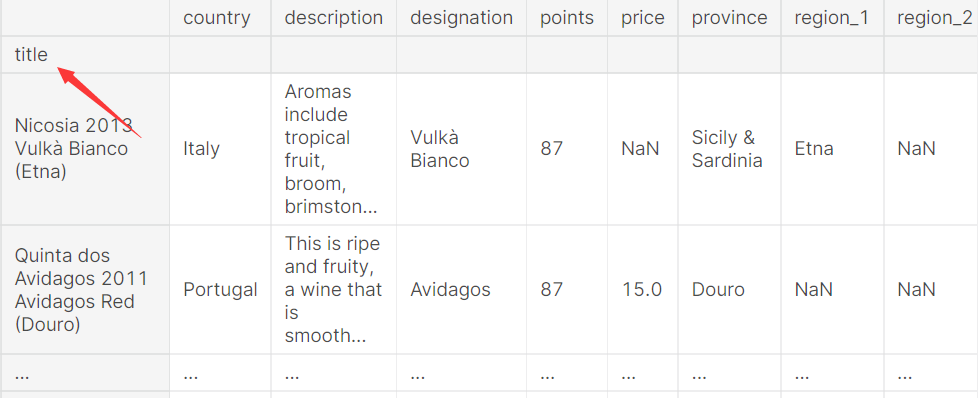 country description designation points price province region_1 region_2
title
Nicosia 2013
Vulkà Bianco
(Etna)
Italy
Aromas
include
tropical
fruit,
broom,
brimston...
Vulkà
Bianco
87
NaN
Sicily &
Sardinia
Etna
NaN
Quinta dos
Avidagos 2011
Avidagos Red
(Douro)
Portugal
This is ripe
and fruity,
a wine that
is
smooth...
Avidagos
87
15.0
Douro
NaN
NaN
... ... ... ... ... ... ... ... ...